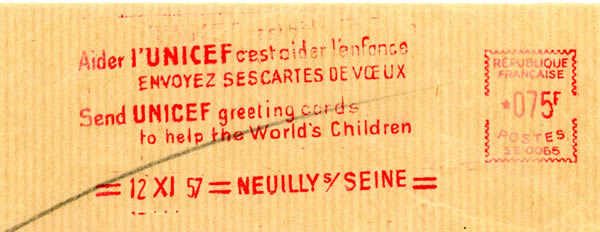 Aider l'UNICEF c'est aider l'enfance
ENVOYEZ SES CARTES DE VŒUX
Send UNICEF greeting cards
to help the World's Children
= 12 XI 57 = NEUILLY s/ SEINE =
RÉPUBLIQUE
FRANÇAISE
*075F
POSTES
SE 0065